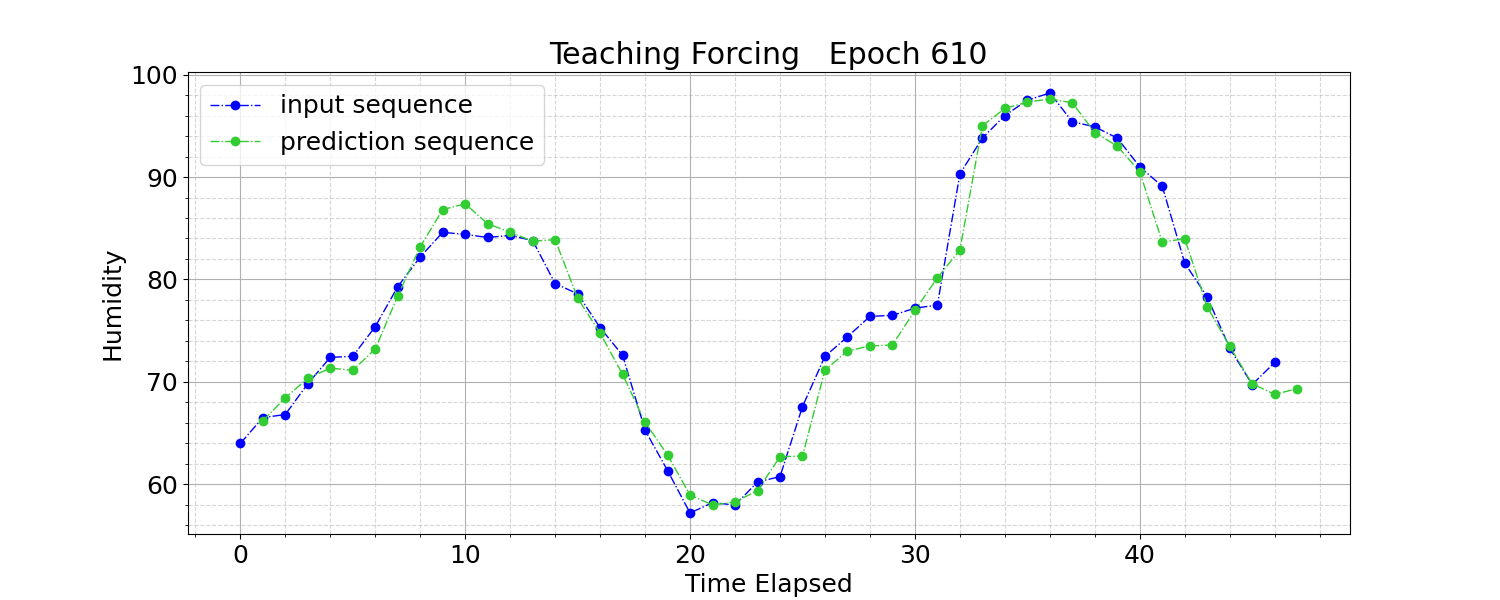 Teaching Forcing   Epoch 610
100
90
80
70
60
Humidity
input sequence
prediction sequence
0 10 20 30 40
Time Elapsed